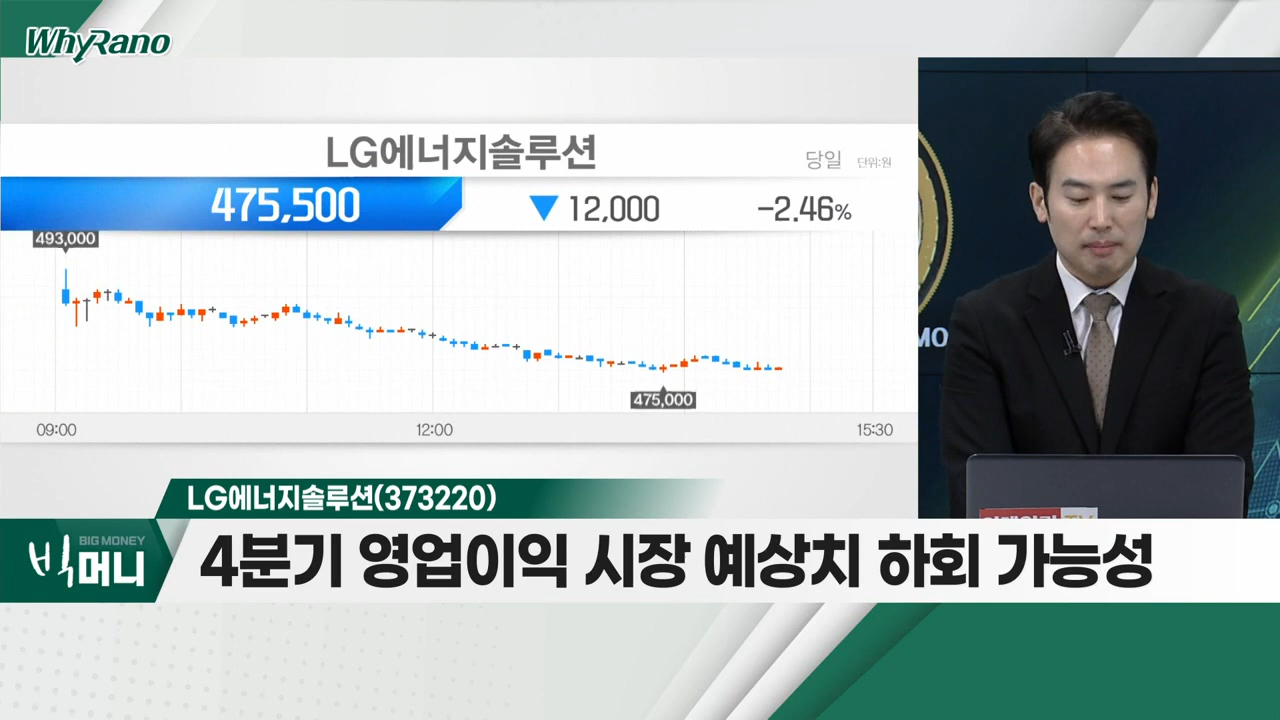 WhyRano
LG에너지솔루션
당일 단위:원
475,500 ▼ 12,000 -2.46%
493,000
475,000
09:00 12:00 15:30
LG에너지솔루션(373220)
BIG MONEY
빅머니
4분기 영업이익 시장 예상치 하회 가능성